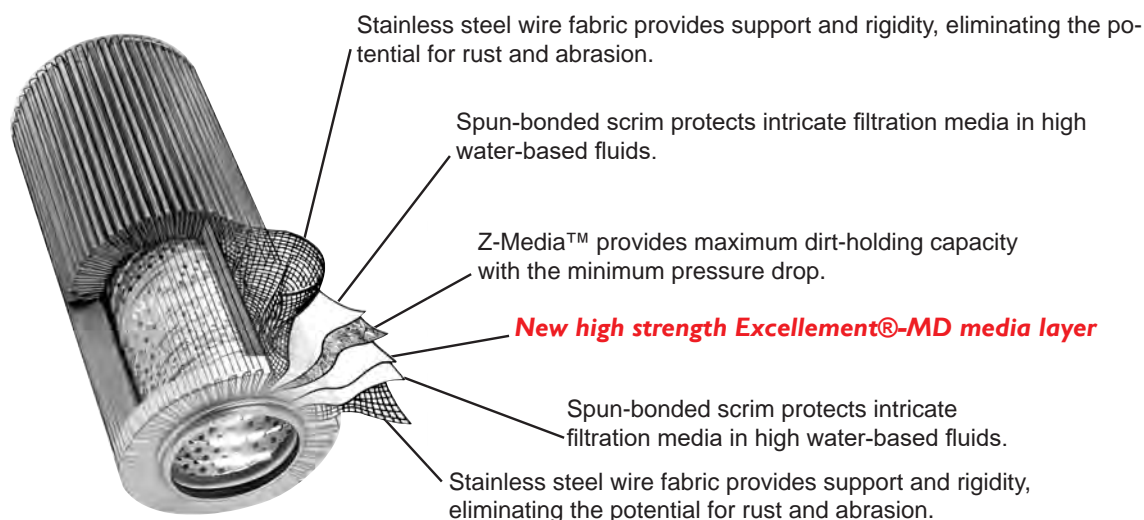 Stainless steel wire fabric provides support and rigidity, eliminating the po-
tential for rust and abrasion.
Spun-bonded scrim protects intricate filtration media in high
water-based fluids.
Z-Media™ provides maximum dirt-holding capacity
with the minimum pressure drop.
New high strength Excellement®-MD media layer
Spun-bonded scrim protects intricate
filtration media in high water-based fluids.
Stainless steel wire fabric provides support and rigidity,
eliminating the potential for rust and abrasion.